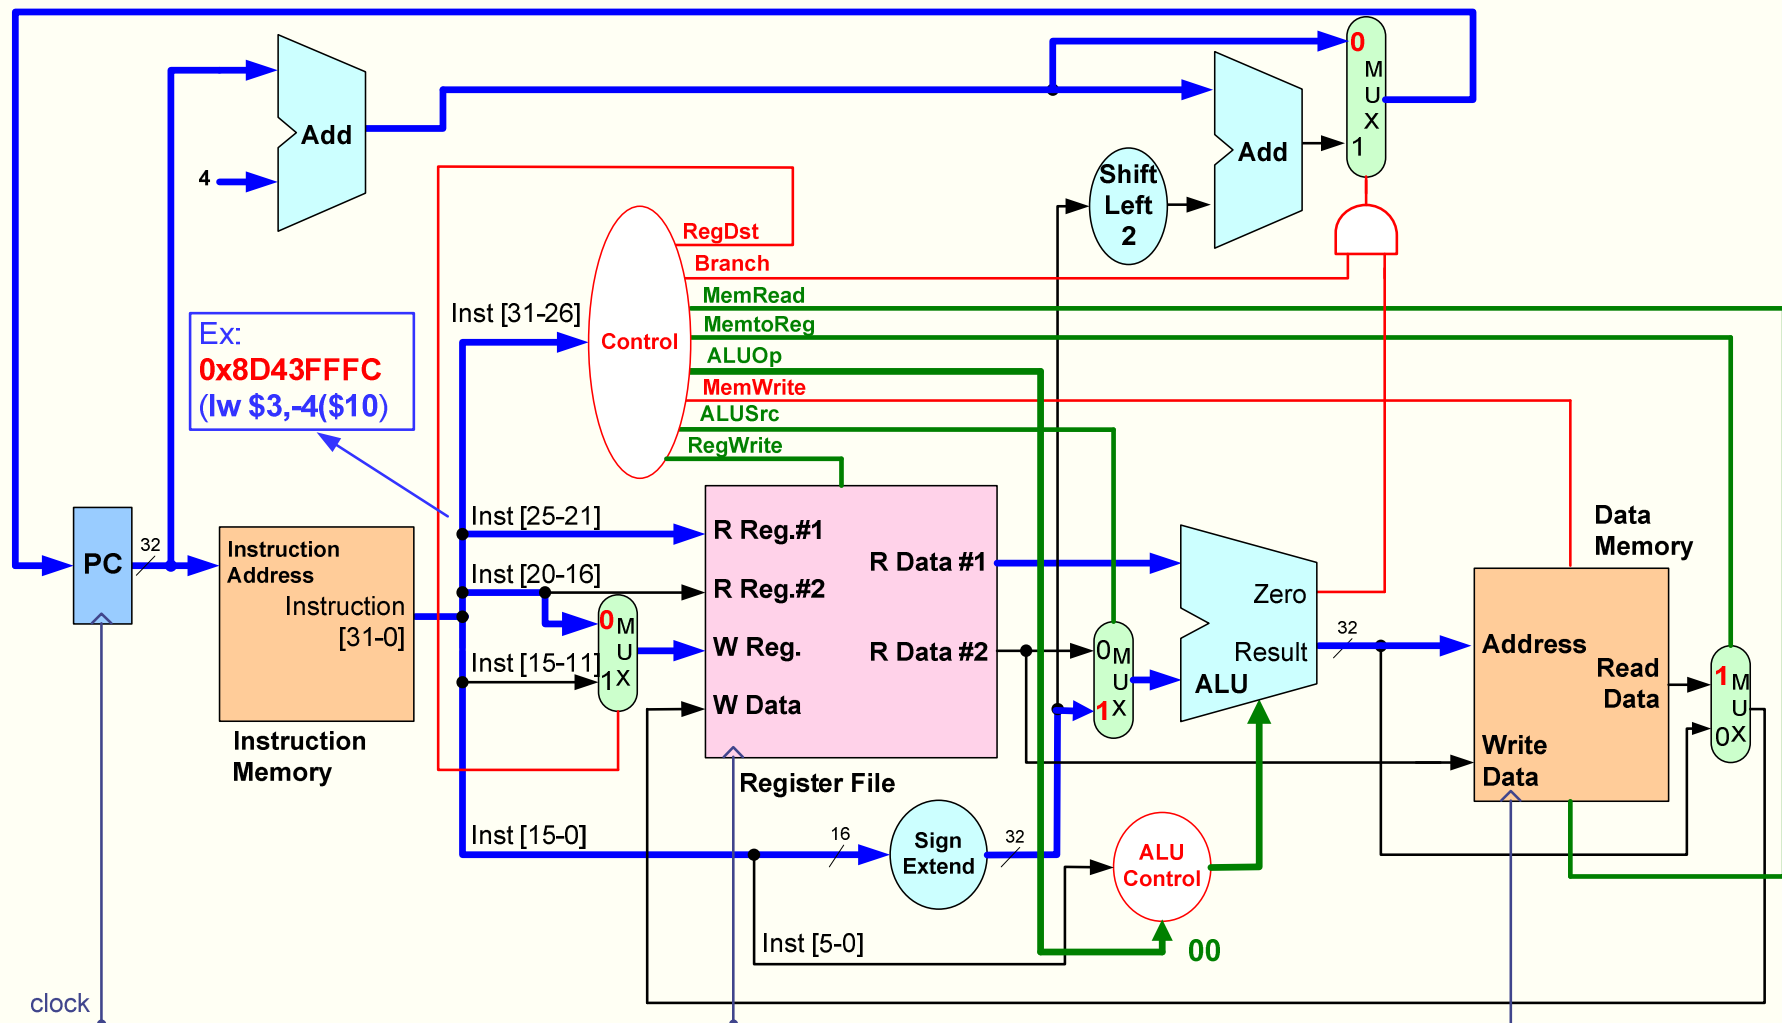 0
M
U
X
1
Add
4
Add
Shift
Left
2
RegDst
Branch
MemRead
MemtoReg
ALUOp
MemWrite
ALUSrc
RegWrite
Inst [31-26]
Control
Ex:
0x8D43FFFC
(lw $3,-4($10)
PC
32
Instruction
Address
Instruction
[31-0]
Instruction
Memory
Inst [25-21]
Inst [20-16]
Inst [15-11]
0
M
U
1X
R Reg.#1
R Reg.#2
W Reg.
W Data
R Data #1
R Data #2
Register File
0M
U
1X
Zero
Result
ALU
32
Data
Memory
Address
Read
Data
Write
Data
1M
U
0X
Inst [15-0]
16
Sign
Extend
32
ALU
Control
Inst [5-0]
00
clock